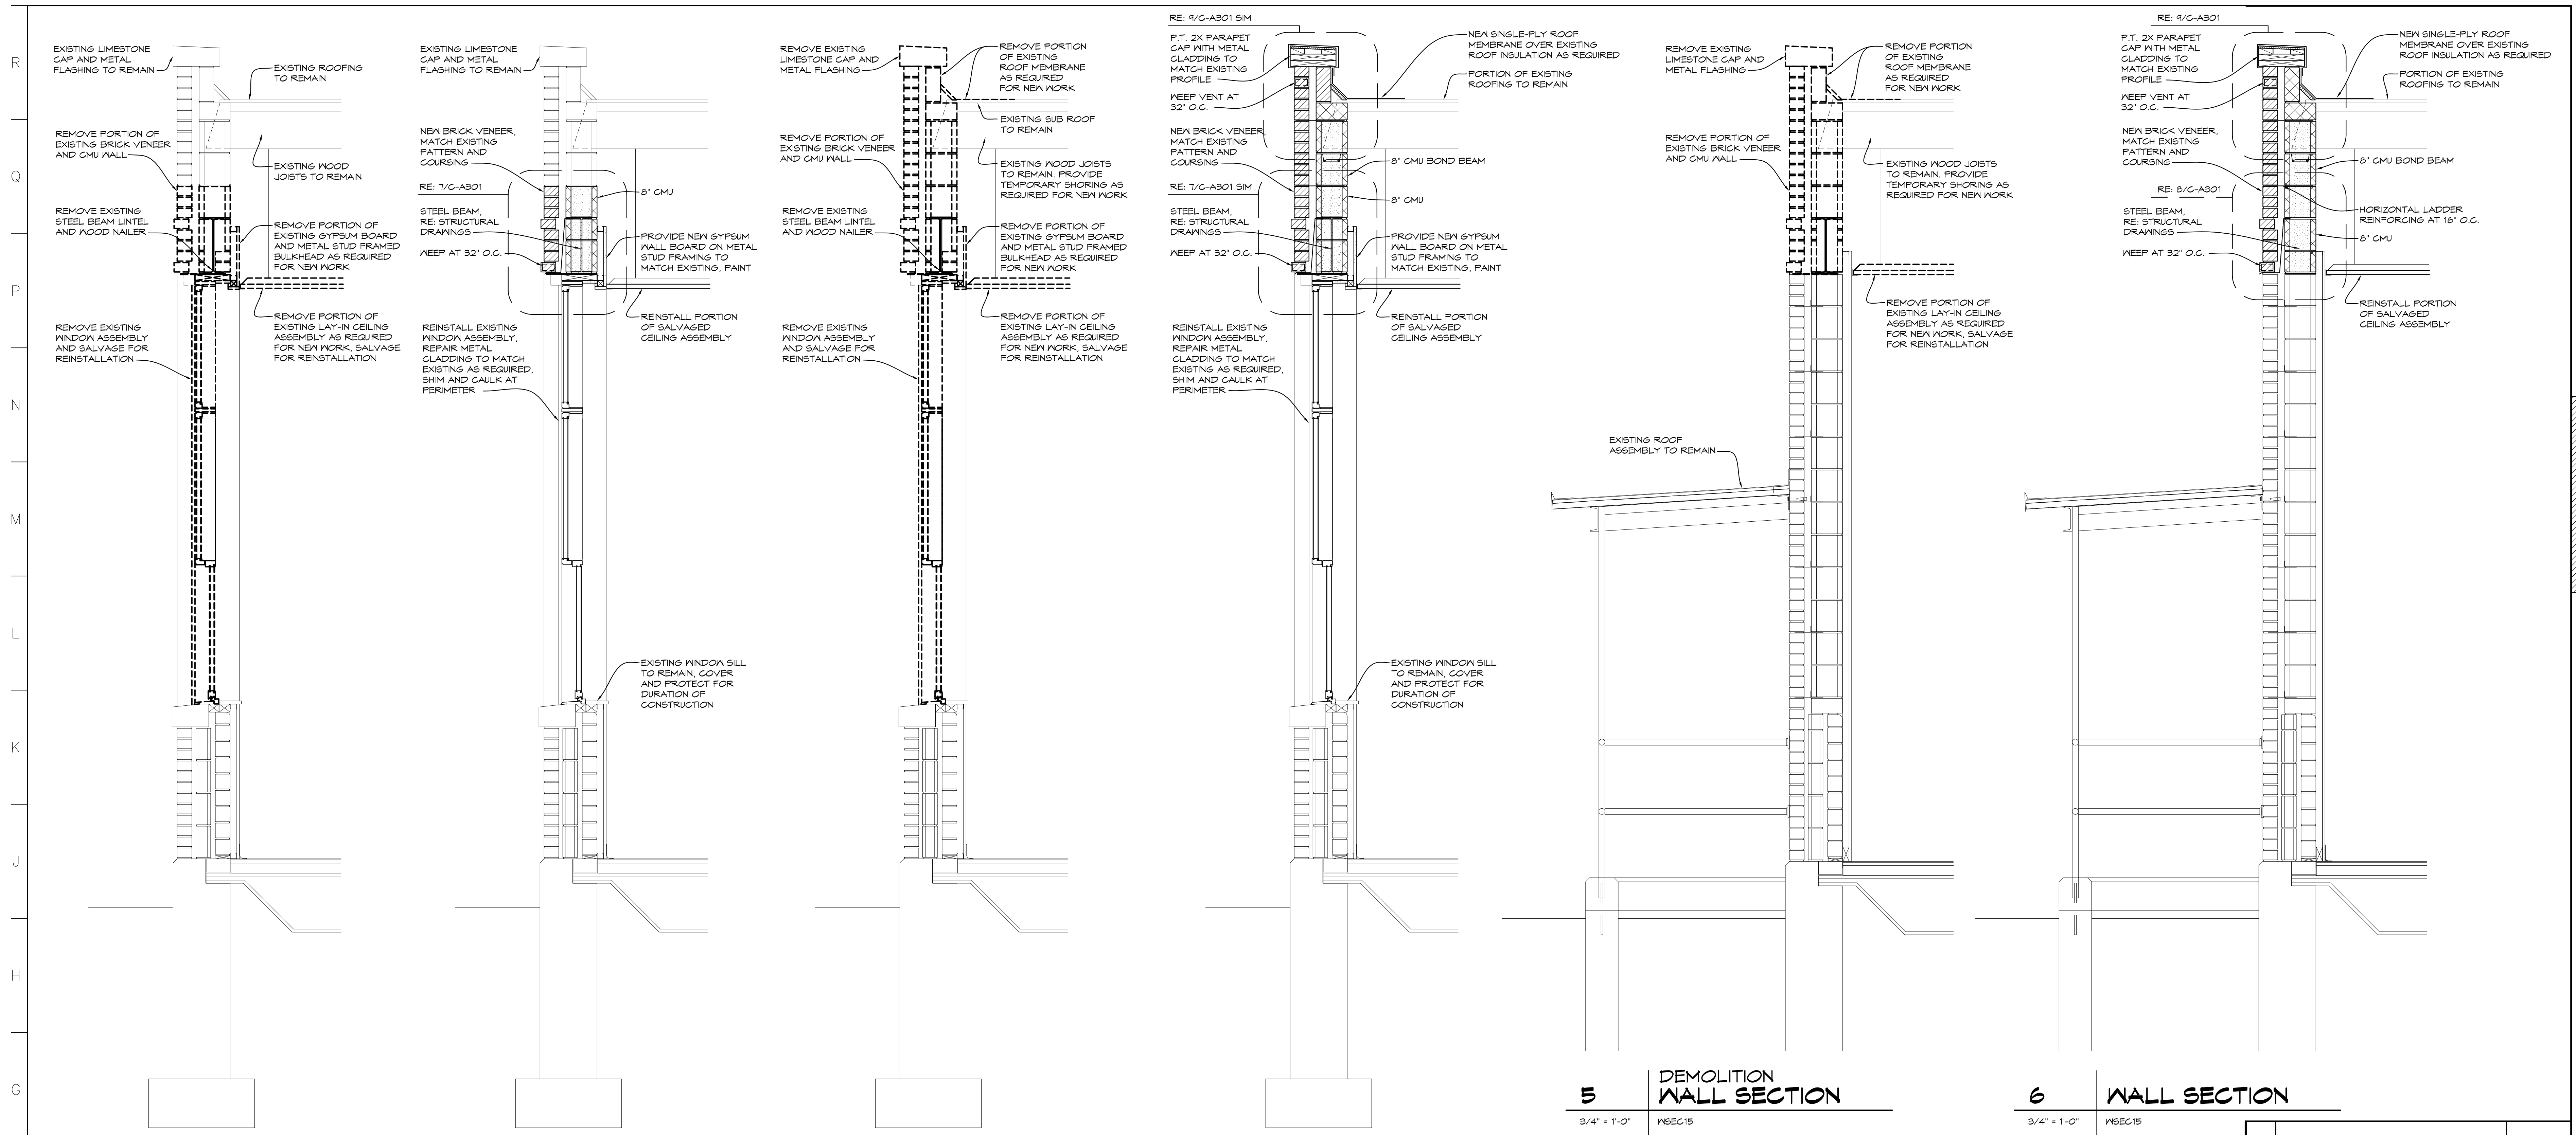 R
Q
P
N
M
L
K
J
H
G
EXISTING LIMESTONE
CAP AND METAL
FLASHING TO REMAIN
EXISTING ROOFING
TO REMAIN
REMOVE PORTION OF
EXISTING BRICK VENEER
AND CMU WALL
EXISTING WOOD
JOISTS TO REMAIN
REMOVE EXISTING
STEEL BEAM LINTEL
AND WOOD NAILER
REMOVE PORTION OF
EXISTING GYPSUM BOARD
AND METAL STUD FRAMED
BULKHEAD AS REQUIRED
FOR NEW WORK
REMOVE EXISTING
WINDOW ASSEMBLY
AND SALVAGE FOR
REINSTALLATION
REMOVE PORTION OF
EXISTING LAY-IN CEILING
ASSEMBLY AS REQUIRED
FOR NEW WORK, SALVAGE
FOR REINSTALLATION
EXISTING LIMESTONE
CAP AND METAL
FLASHING TO REMAIN
NEW BRICK VENEER,
MATCH EXISTING
PATTERN AND
COURSING
RE: 7/C-A301
8" CMU
STEEL BEAM,
RE: STRUCTURAL
DRAWINGS
WEEP AT 32" O.C.
PROVIDE NEW GYPSUM
WALL BOARD ON METAL
STUD FRAMING TO
MATCH EXISTING, PAINT
REINSTALL EXISTING
WINDOW ASSEMBLY,
REPAIR METAL
CLADDING TO MATCH
EXISTING AS REQUIRED,
SHIM AND CAULK AT
PERIMETER
REINSTALL PORTION
OF SALVAGED
CEILING ASSEMBLY
EXISTING WINDOW SILL
TO REMAIN, COVER
AND PROTECT FOR
DURATION OF
CONSTRUCTION
REMOVE EXISTING
LIMESTONE CAP AND
METAL FLASHING
REMOVE PORTION
OF EXISTING
ROOF MEMBRANE
AS REQUIRED
FOR NEW WORK
EXISTING SUB ROOF
TO REMAIN
REMOVE PORTION OF
EXISTING BRICK VENEER
AND CMU WALL
EXISTING WOOD JOISTS
TO REMAIN. PROVIDE
TEMPORARY SHORING AS
REQUIRED FOR NEW WORK
REMOVE EXISTING
STEEL BEAM LINTEL
AND WOOD NAILER
REMOVE PORTION OF
EXISTING GYPSUM BOARD
AND METAL STUD FRAMED
BULKHEAD AS REQUIRED
FOR NEW WORK
REMOVE EXISTING
WINDOW ASSEMBLY
AND SALVAGE FOR
REINSTALLATION
REMOVE PORTION OF
EXISTING LAY-IN CEILING
ASSEMBLY AS REQUIRED
FOR NEW WORK, SALVAGE
FOR REINSTALLATION
RE: 9/C-A301 SIM
P.T. 2X PARAPET
CAP WITH METAL
CLADDING TO
MATCH EXISTING
PROFILE
WEEP VENT AT
32" O.C.
NEW SINGLE-PLY ROOF
MEMBRANE OVER EXISTING
ROOF INSULATION AS REQUIRED
PORTION OF EXISTING
ROOFING TO REMAIN
NEW BRICK VENEER,
MATCH EXISTING
PATTERN AND
COURSING
8" CMU BOND BEAM
RE: 7/C-A301 SIM
8" CMU
STEEL BEAM,
RE: STRUCTURAL
DRAWINGS
WEEP AT 32" O.C.
PROVIDE NEW GYPSUM
WALL BOARD ON METAL
STUD FRAMING TO
MATCH EXISTING, PAINT
REINSTALL EXISTING
WINDOW ASSEMBLY,
REPAIR METAL
CLADDING TO MATCH
EXISTING AS REQUIRED,
SHIM AND CAULK AT
PERIMETER
REINSTALL PORTION
OF SALVAGED
CEILING ASSEMBLY
EXISTING WINDOW SILL
TO REMAIN, COVER
AND PROTECT FOR
DURATION OF
CONSTRUCTION
REMOVE EXISTING
LIMESTONE CAP AND
METAL FLASHING
REMOVE PORTION
OF EXISTING
ROOF MEMBRANE
AS REQUIRED
FOR NEW WORK
REMOVE PORTION OF
EXISTING BRICK VENEER
AND CMU WALL
EXISTING WOOD JOISTS
TO REMAIN. PROVIDE
TEMPORARY SHORING AS
REQUIRED FOR NEW WORK
REMOVE PORTION OF
EXISTING LAY-IN CEILING
ASSEMBLY AS REQUIRED
FOR NEW WORK, SALVAGE
FOR REINSTALLATION
EXISTING ROOF
ASSEMBLY TO REMAIN
5
DEMOLITION
WALL SECTION
3/4" = 1'-0"
WSEC15
RE: 9/C-A301
P.T. 2X PARAPET
CAP WITH METAL
CLADDING TO
MATCH EXISTING
PROFILE
WEEP VENT AT
32" O.C.
NEW SINGLE-PLY ROOF
MEMBRANE OVER EXISTING
ROOF INSULATION AS REQUIRED
PORTION OF EXISTING
ROOFING TO REMAIN
NEW BRICK VENEER,
MATCH EXISTING
PATTERN AND
COURSING
8" CMU BOND BEAM
RE: 8/C-A301
STEEL BEAM,
RE: STRUCTURAL
DRAWINGS
HORIZONTAL LADDER
REINFORCING AT 16" O.C.
8" CMU
WEEP AT 32" O.C.
REINSTALL PORTION
OF SALVAGED
CEILING ASSEMBLY
6
WALL SECTION
3/4" = 1'-0"
WSEC15